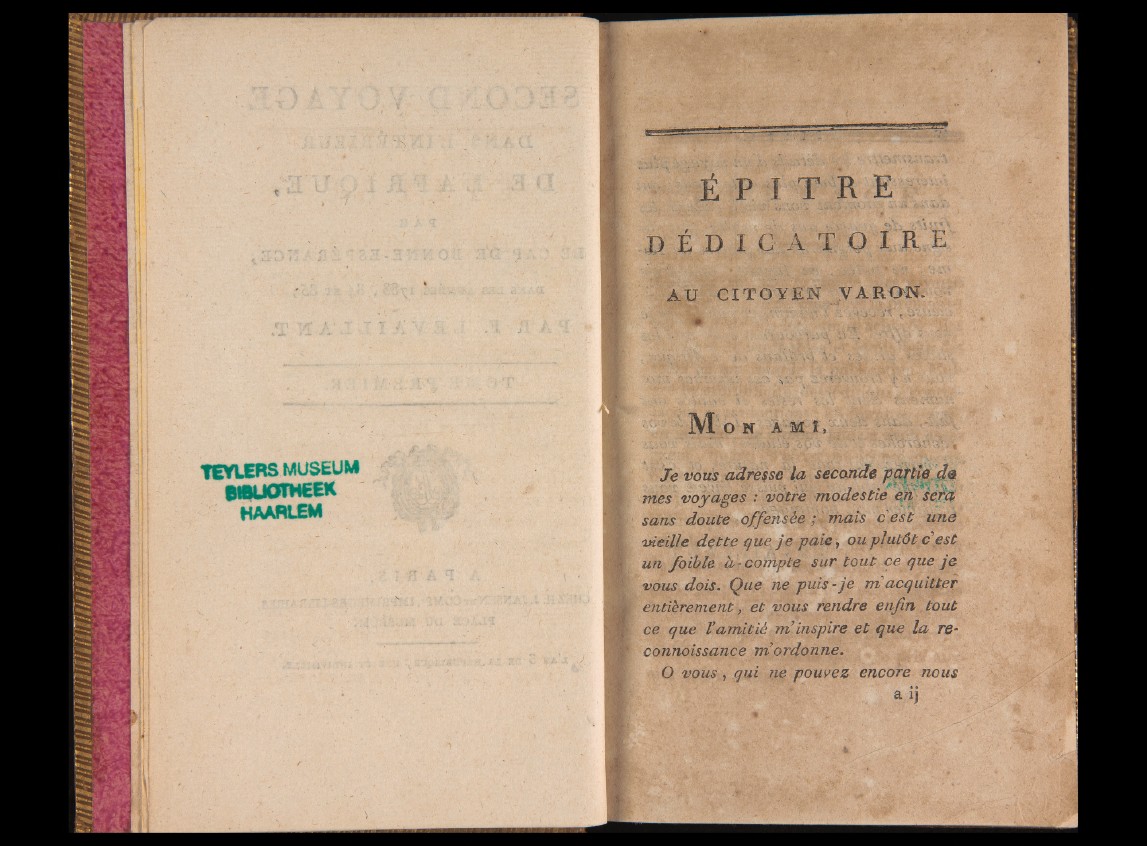 TEYLERS MUSEUM
BIBLIOTHEEK
HAARLEM
ÉPITRE
DÉDICATOIRE
AU CITOYEN VARON.
MON AMI,
Je vous adresse la seconde partie de
mes voyages : votre modestie en sera
sans doute offensée ; mais c'est une
vieille dette que je paie, ou plutôt c'est
un foible à-compte sur tout ce que je
vous dois. Que ne puis-je m'acquitter
entièrement, et vous rendre enfin tout
ce que l'amitié m'inspire et que la re-
connoissance m'ordonne.
O vous, qui ne pouvez encore nous
a ij